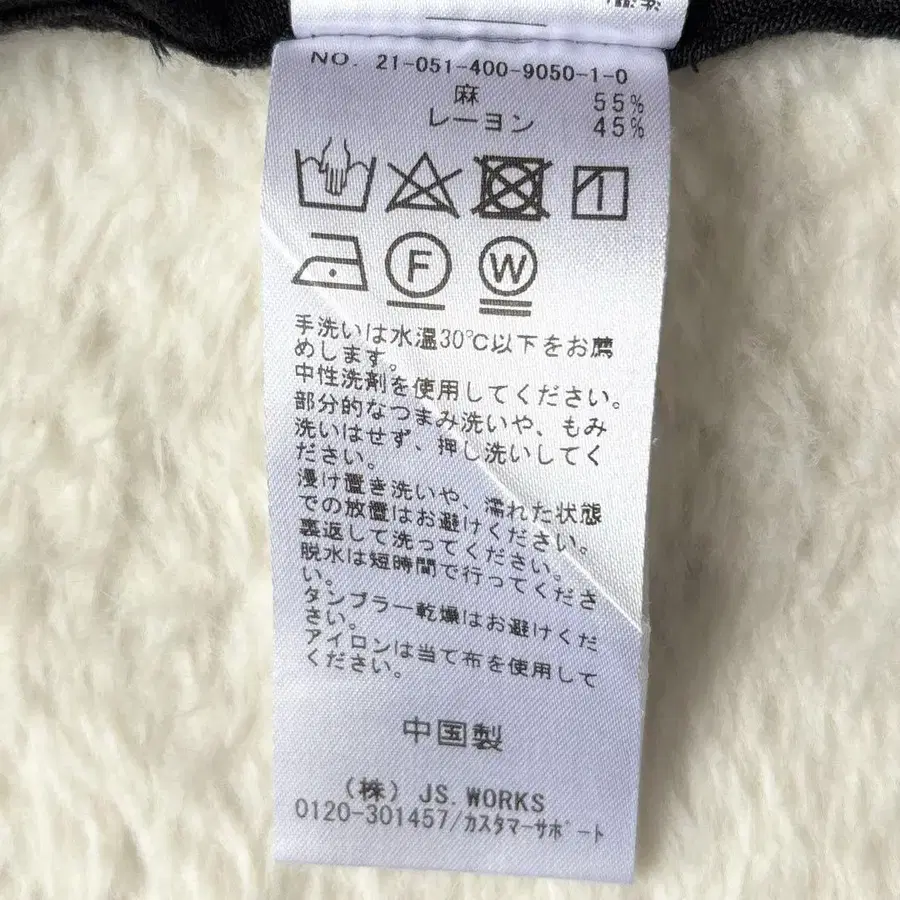 NO. 21-051-400-9050-1-0
麻 55%
レーヨン 45%
F W
手洗いは水温30℃以下をお薦
めします。
中性洗剤を使用してください。
部分的なつまみ洗いや、もみ
洗いはせず、押し洗いしてく
ださい。
浸け置き洗いや、濡れた状態
での放置はお避けください。
裏返して洗ってください。
脱水は短時間で行ってくださ
い。
タンブラー乾燥はお避けくだ
さい。
アイロンは当て布を使用して
ください。
中国製
(株) JS.WORKS
0120-301457/カスタマーサポート